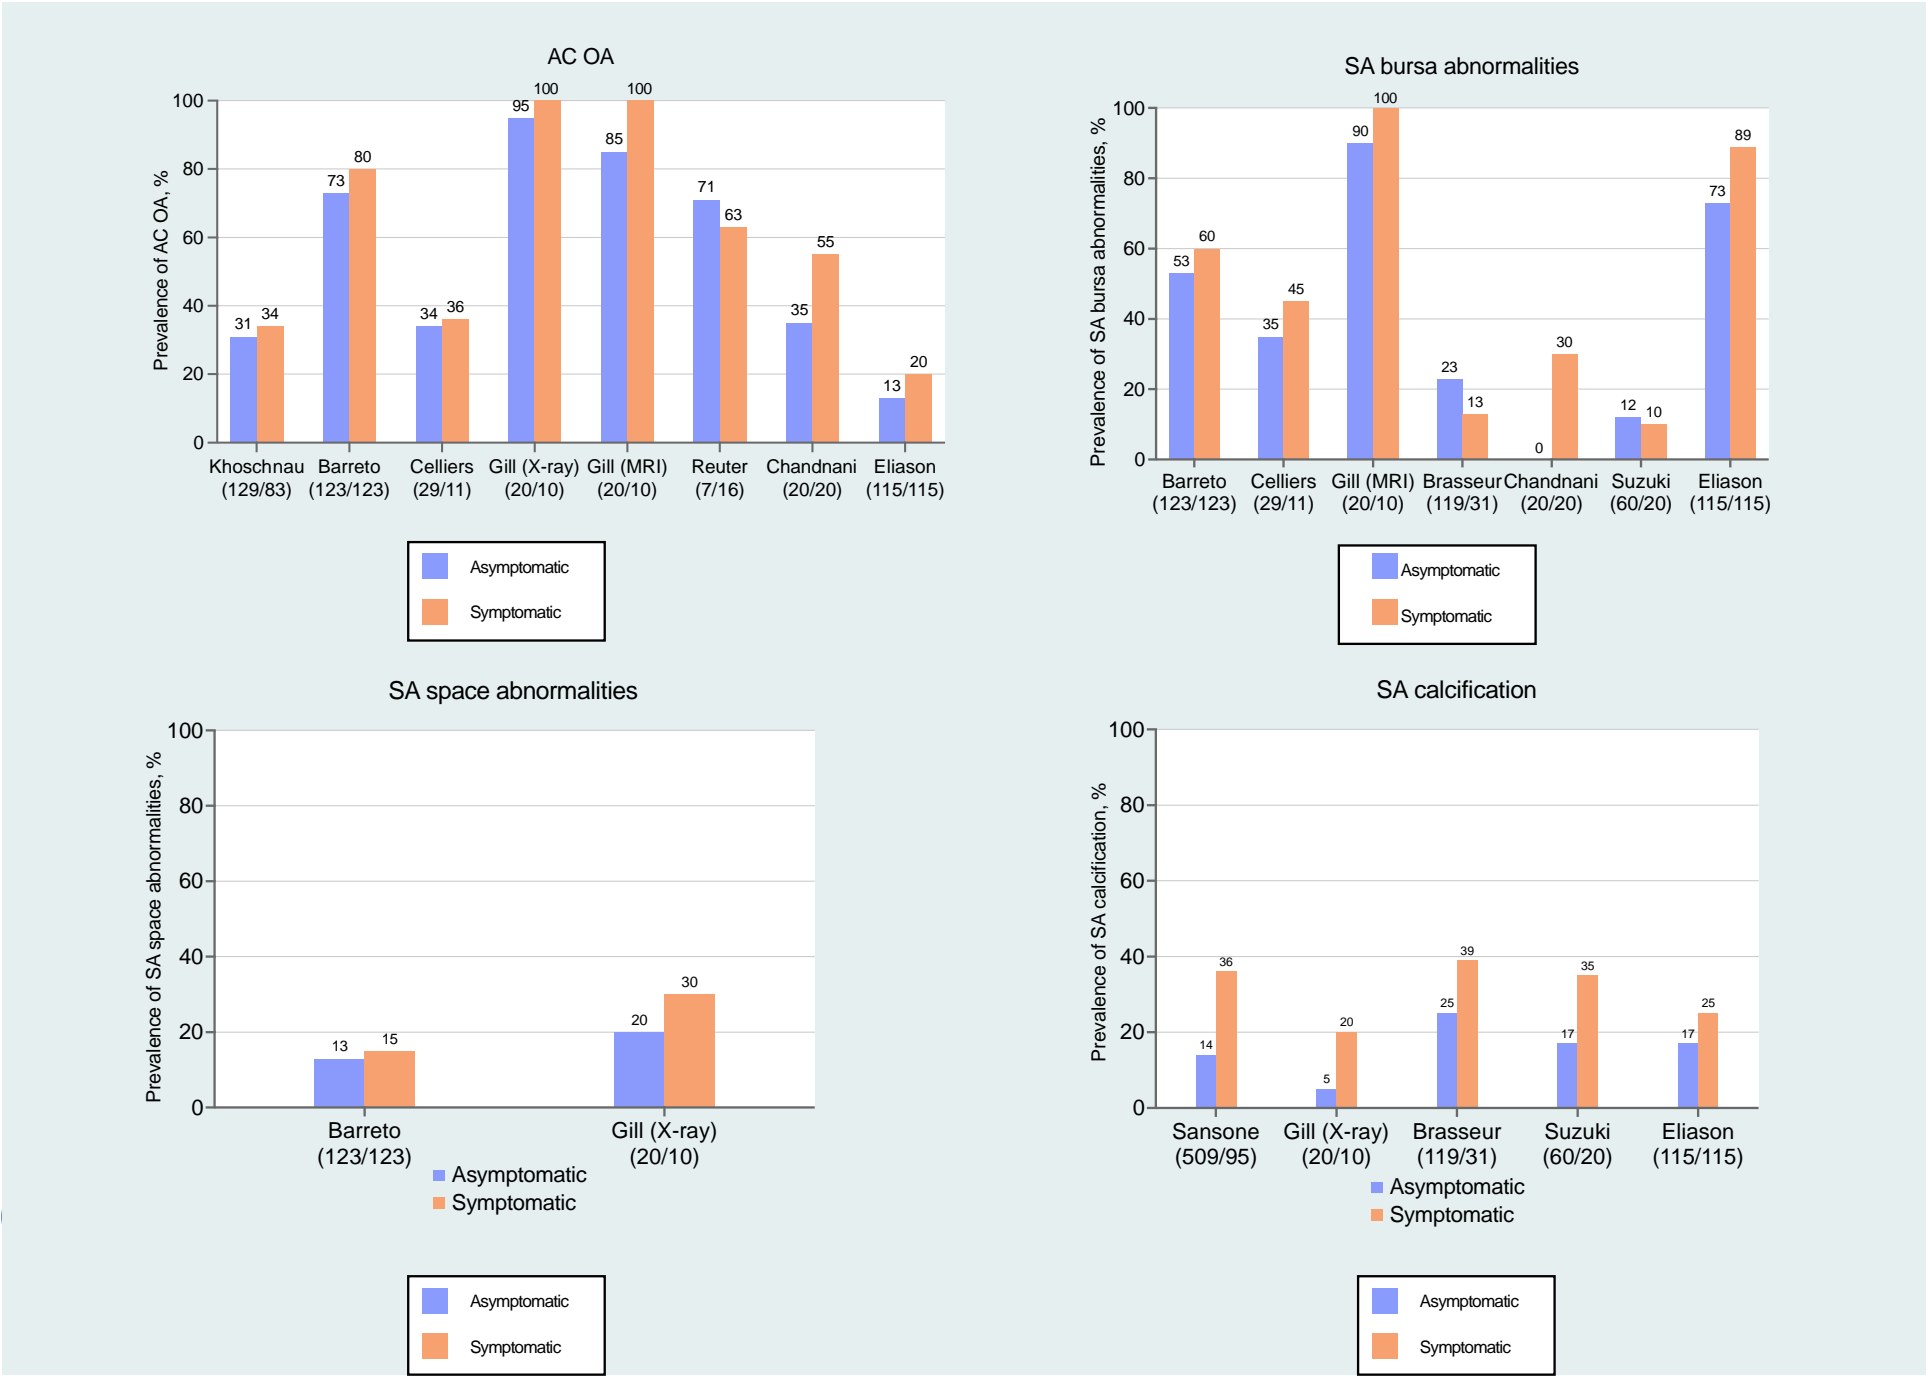 AC OA
Prevalence of AC OA, %
100
80
60
40
20
0
31 34 73 80 34 36 95 100 85 100 71 63 35 55 13 20
Khoschnau Barreto Celliers Gill (X-ray) Gill (MRI) Reuter Chandnani Eliason
(129/83) (123/123) (29/11) (20/10) (20/10) (7/16) (20/20) (115/115)
Asymptomatic
Symptomatic
SA bursa abnormalities
Prevalence of SA bursa abnormalities, %
100
80
60
40
20
0
53 60 35 45 90 100 23 13 0 30 12 10 73 89
Barreto Celliers Gill (MRI) Brasseur Chandnani Suzuki Eliason
(123/123) (29/11) (20/10) (119/31) (20/20) (60/20) (115/115)
Asymptomatic
Symptomatic
SA space abnormalities
Prevalence of SA space abnormalities, %
100
80
60
40
20
0
13 15 20 30
Barreto Gill (X-ray)
(123/123) (20/10)
Asymptomatic
Symptomatic
Asymptomatic
Symptomatic
SA calcification
Prevalence of SA calcification, %
100
80
60
40
20
0
14 36 5 20 25 39 17 35 17 25
Sansone Gill (X-ray) Brasseur Suzuki Eliason
(509/95) (20/10) (119/31) (60/20) (115/115)
Asymptomatic
Symptomatic
Asymptomatic
Symptomatic